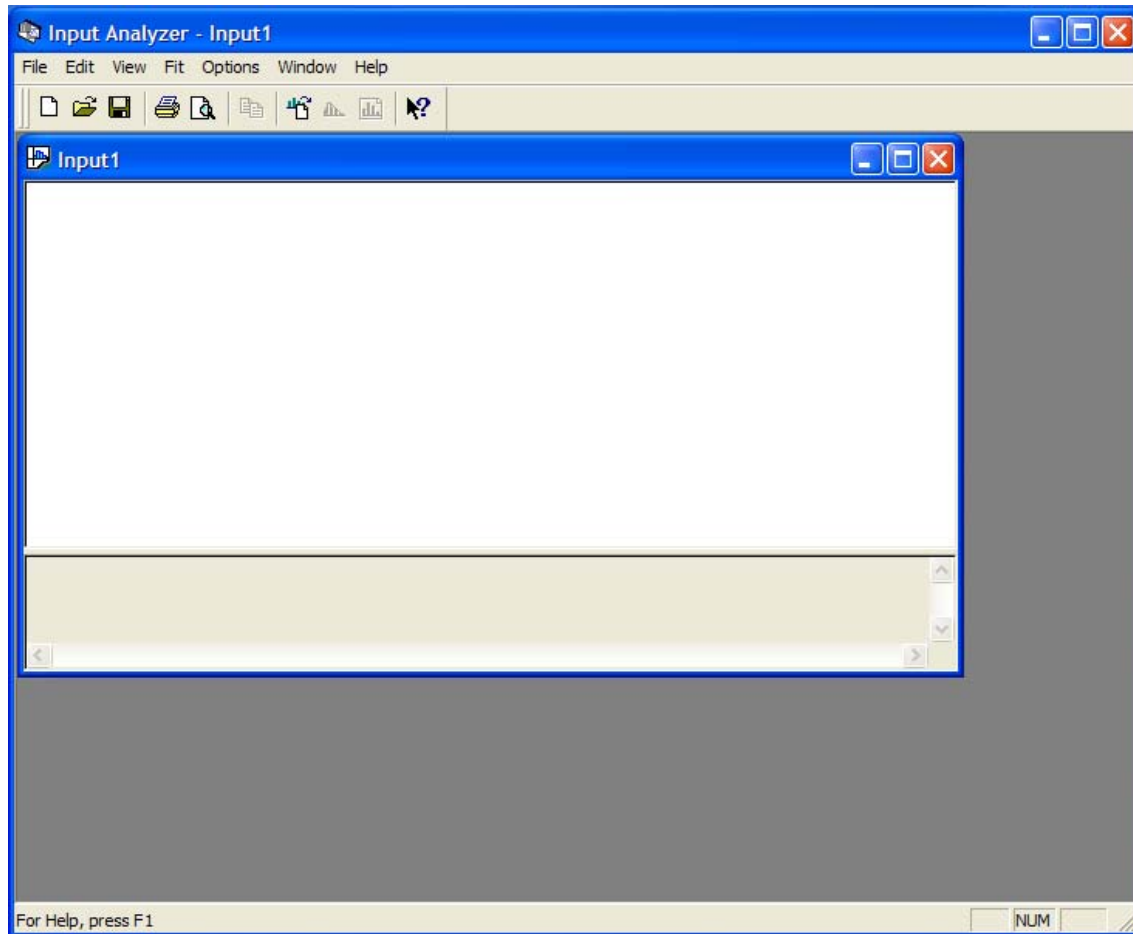 Input Analyzer - Input1
File Edit View Fit Options Window Help
Input1
For Help, press F1
NUM